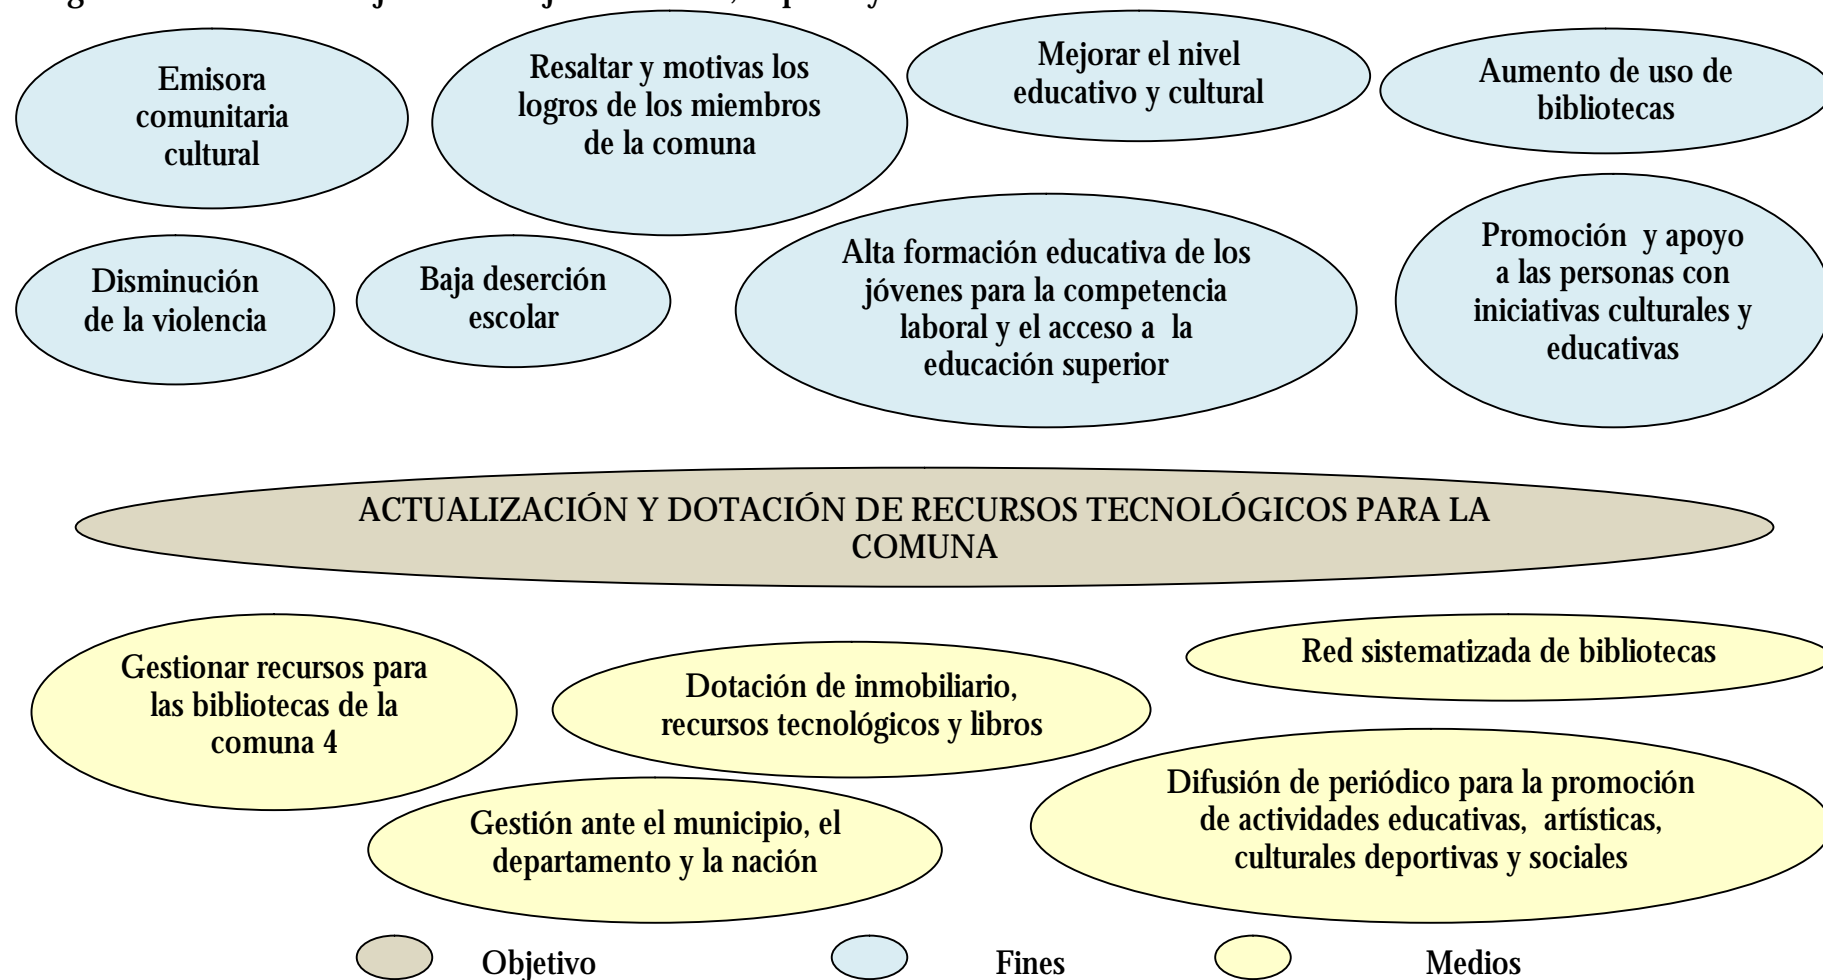 Emisora
comunitaria
cultural
Resaltar y motivas los
logros de los miembros
de la comuna
Mejorar el nivel
educativo y cultural
Aumento de uso de
bibliotecas
Disminución
de la violencia
Baja deserción
escolar
Alta formación educativa de los
jóvenes para la competencia
laboral y el acceso a la
educación superior
Promoción y apoyo
a las personas con
iniciativas culturales y
educativas
ACTUALIZACIÓN Y DOTACIÓN DE RECURSOS TECNOLÓGICOS PARA LA
COMUNA
Gestionar recursos para
las bibliotecas de la
comuna 4
Dotación de inmobiliario,
recursos tecnológicos y libros
Red sistematizada de bibliotecas
Gestión ante el municipio, el
departamento y la nación
Difusión de periódico para la promoción
de actividades educativas, artísticas,
culturales deportivas y sociales
Objetivo
Fines
Medios